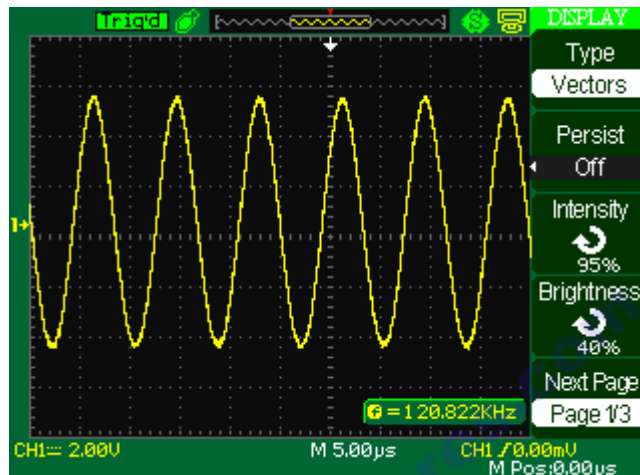 Trig'd DISPLAY
Type
Vectors
Persist
Off
Intensity
95%
Brightness
40%
Next Page
Page 1/3
1
f=120.822KHz
CH1 2.00V M 5.00µs CH1 0.00mV
M Pos:0.00µs